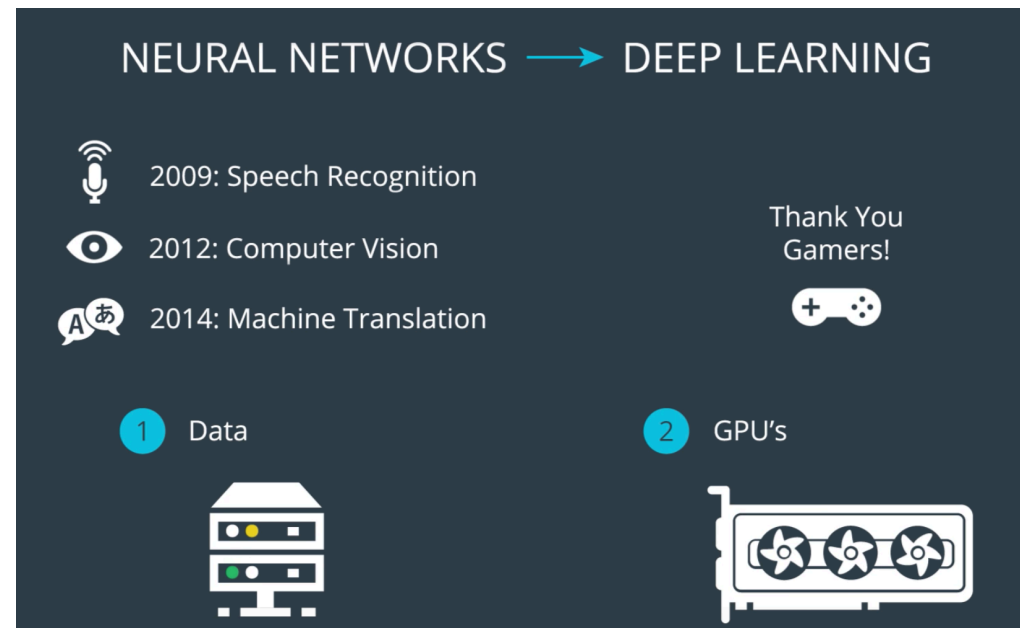 NEURAL NETWORKS → DEEP LEARNING
2009: Speech Recognition
2012: Computer Vision
A あ
2014: Machine Translation
Thank You
Gamers!
1 Data
2 GPU's